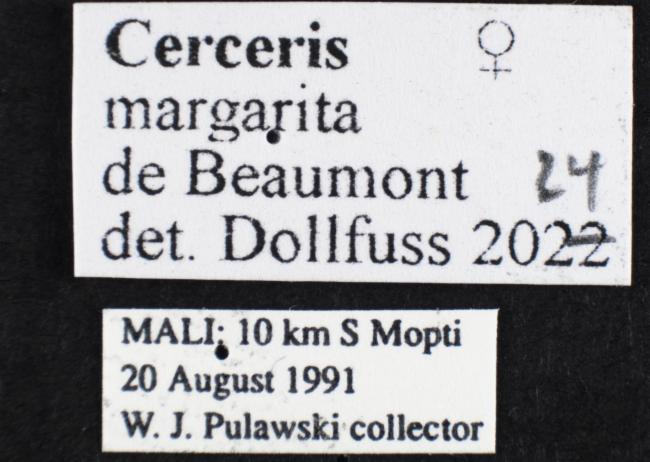 Cerceris ♀
margarita
de Beaumont 24
det. Dollfuss 2022
MALI: 10 km S Mopti
20 August 1991
W. J. Pulawski collector